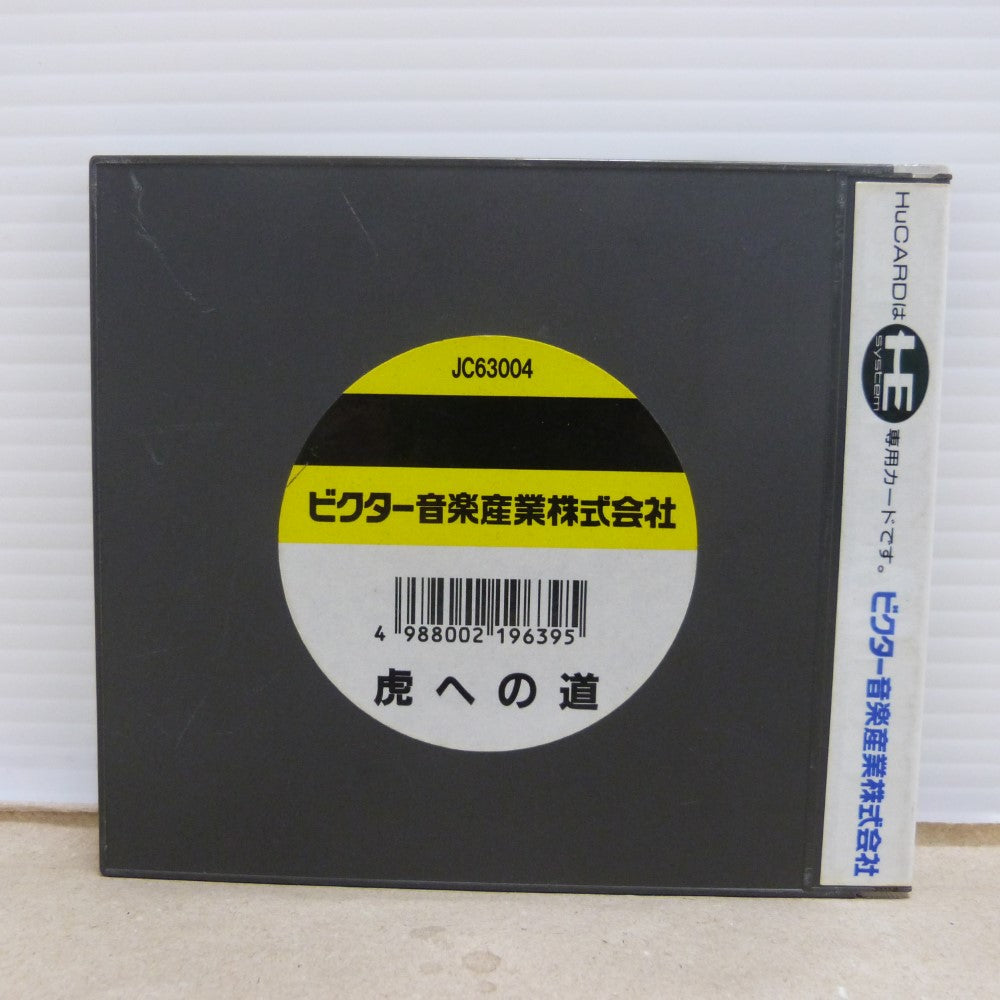 JC63004
ビクター音楽産業株式会社
4 988002 196395
虎への道
HuCARDは HE system 専用カードです。 ビクター音楽産業株式会社